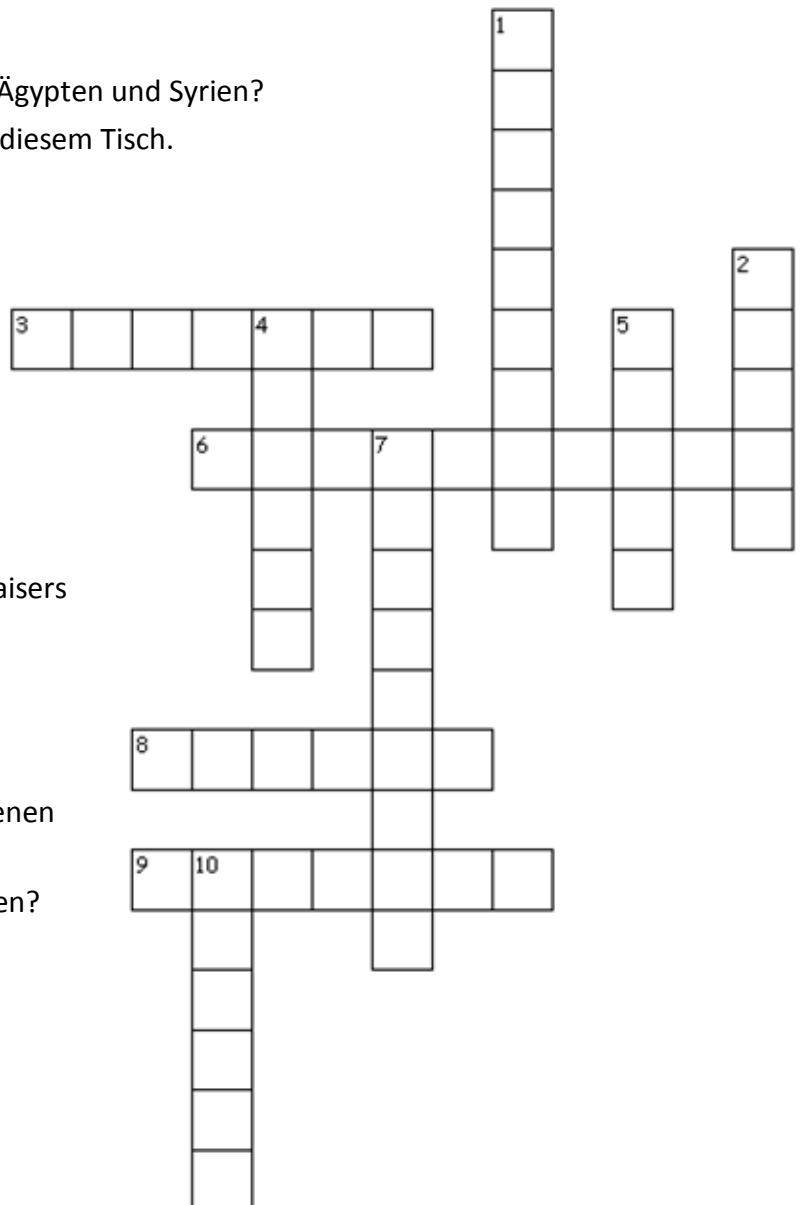 1
Ägypten und Syrien?
diesem Tisch.
2
3 4 5
6 7
aisers
8
enen
9 10
en?